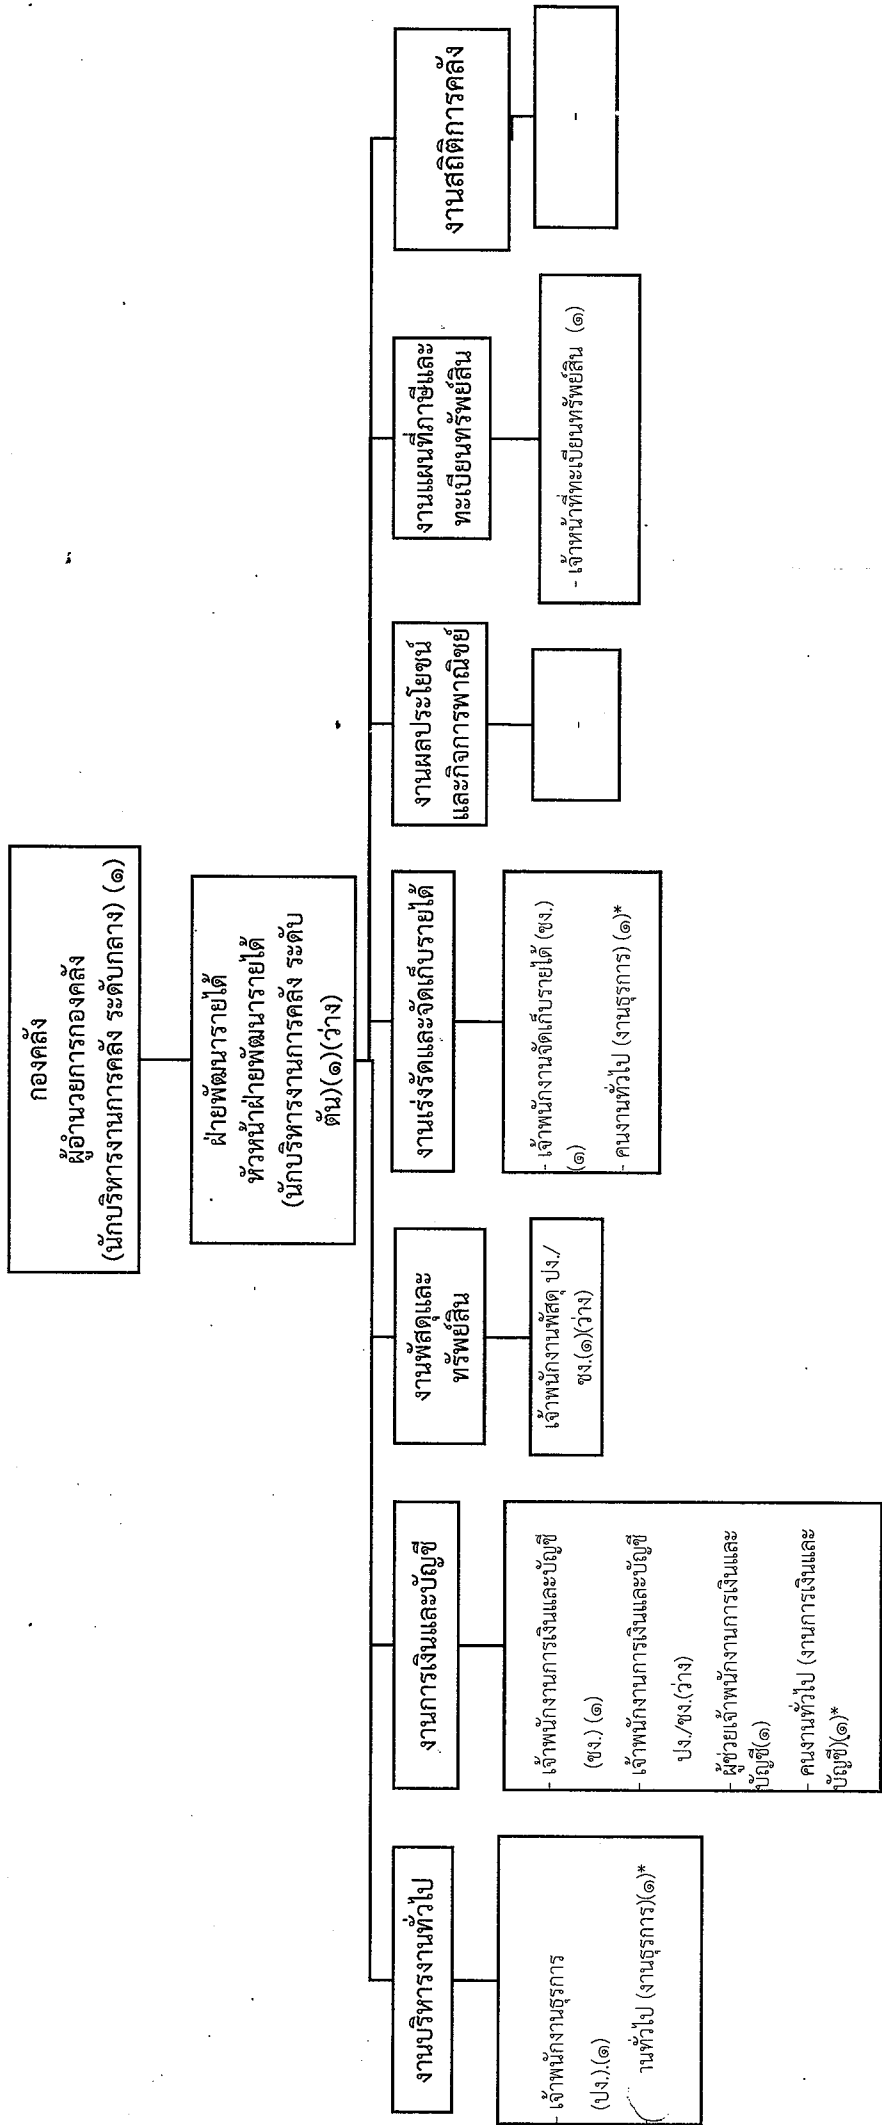 กองคลัง
ผู้อำนวยการกองคลัง
(นักบริหารงานการคลัง ระดับกลาง) (๑)
ฝ่ายพัฒนารายได้
หัวหน้าฝ่ายพัฒนารายได้
(นักบริหารงานการคลัง ระดับ
ต้น)(๑)(ว่าง)
งานบริหารงานทั่วไป
- เจ้าพนักงานธุรการ
(ปง.).(๑)
านทั่วไป (งานธุรการ)(๑)*
งานการเงินและบัญชี
- เจ้าพนักงานการเงินและบัญชี
(ชง.) (๑)
- เจ้าพนักงานการเงินและบัญชี
ปง./ชง.(ว่าง)
- ผู้ช่วยเจ้าพนักงานการเงินและ
บัญชี(๑)
- คนงานทั่วไป (งานการเงินและ
บัญชี)(๑)*
งานพัสดุและ
ทรัพย์สิน
เจ้าพนักงานพัสดุ ปง./
ชง.(๑)(ว่าง)
งานเร่งรัดและจัดเก็บรายได้
- เจ้าพนักงานจัดเก็บรายได้ (ชง.)
(๑)
- คนงานทั่วไป (งานธุรการ) (๑)*
งานผลประโยชน์
และกิจการพาณิชย์
-
งานแผนที่ภาษีและ
ทะเบียนทรัพย์สิน
- เจ้าหน้าที่ทะเบียนทรัพย์สิน (๑)
งานสถิติการคลัง
-